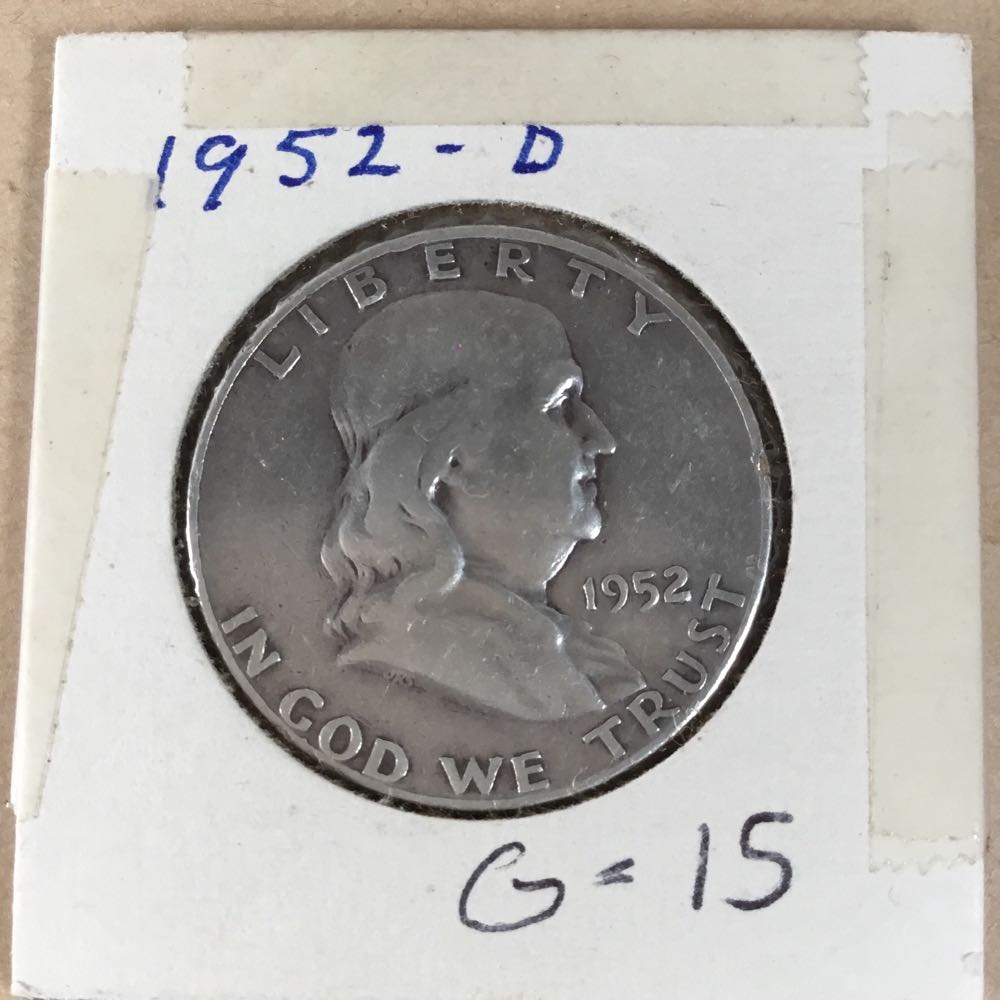 1952-D
LIBERTY
1952
IN GOD WE TRUST
G=15